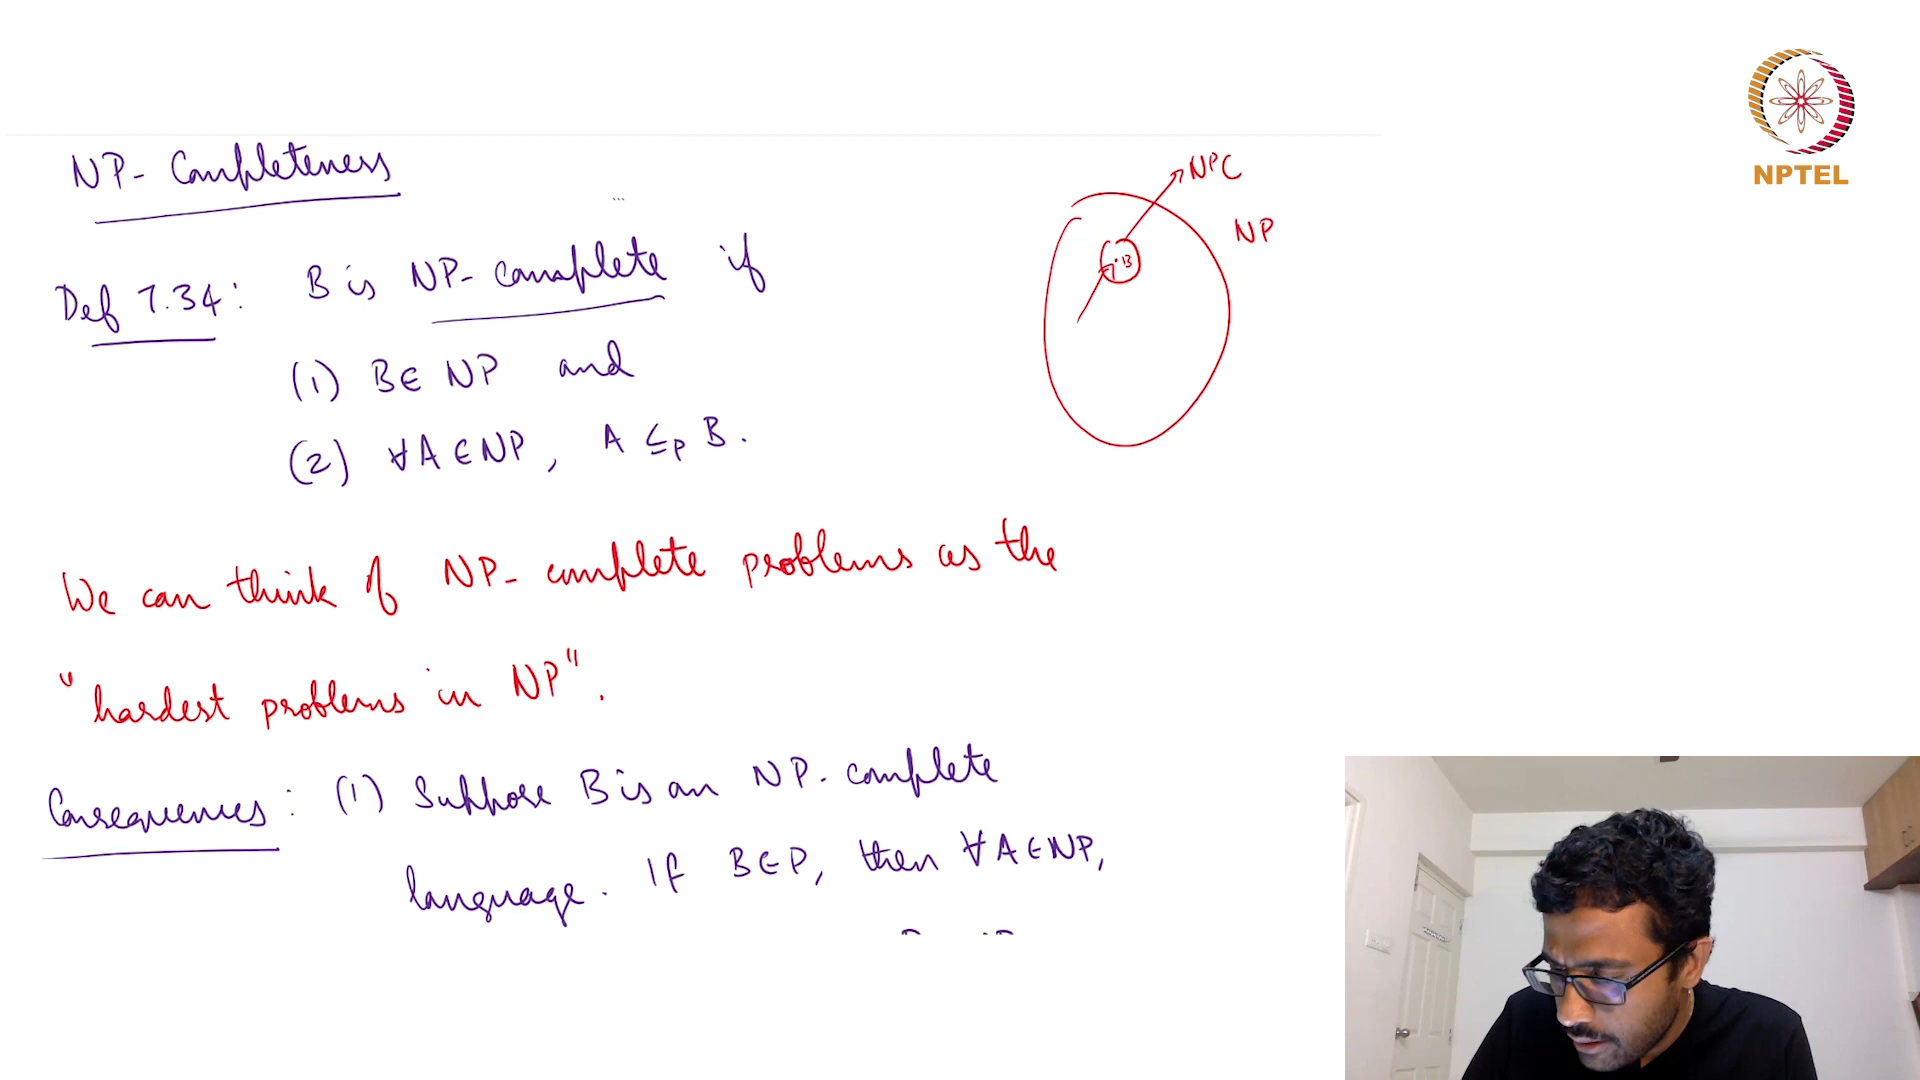 NP- Completeness
Def 7.34: B is NP-complete if
(1) B ∈ NP and
(2) ∀A ∈ NP, A ≤p B.
NPC
NP
B
We can think of NP-complete problems as the
"hardest problems in NP".
Consequences: (1) Suppose B is an NP-complete
language. If B∈P, then ∀A∈NP,
NPTEL